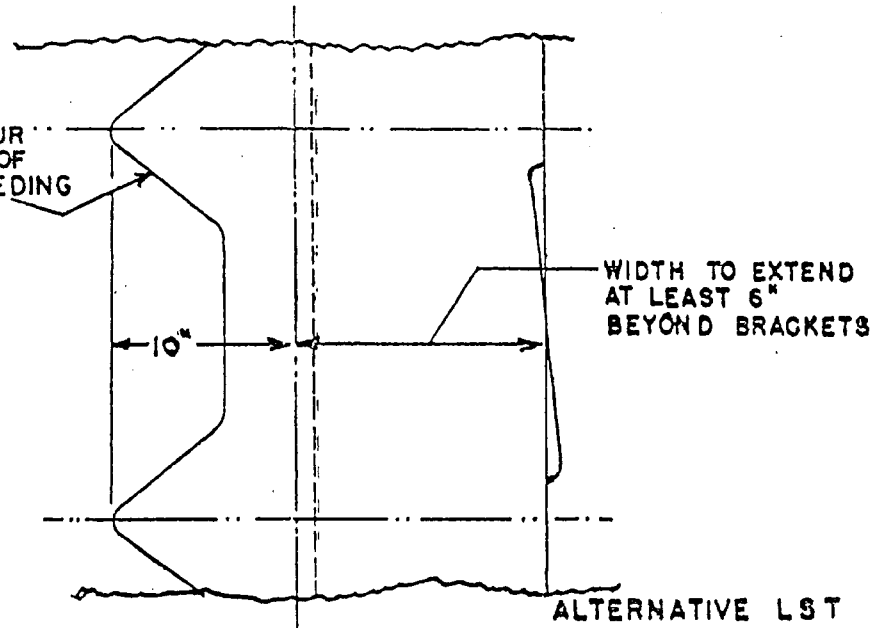 UR
OF
EDING
10"
WIDTH TO EXTEND
AT LEAST 6"
BEYOND BRACKETS
ALTERNATIVE LST